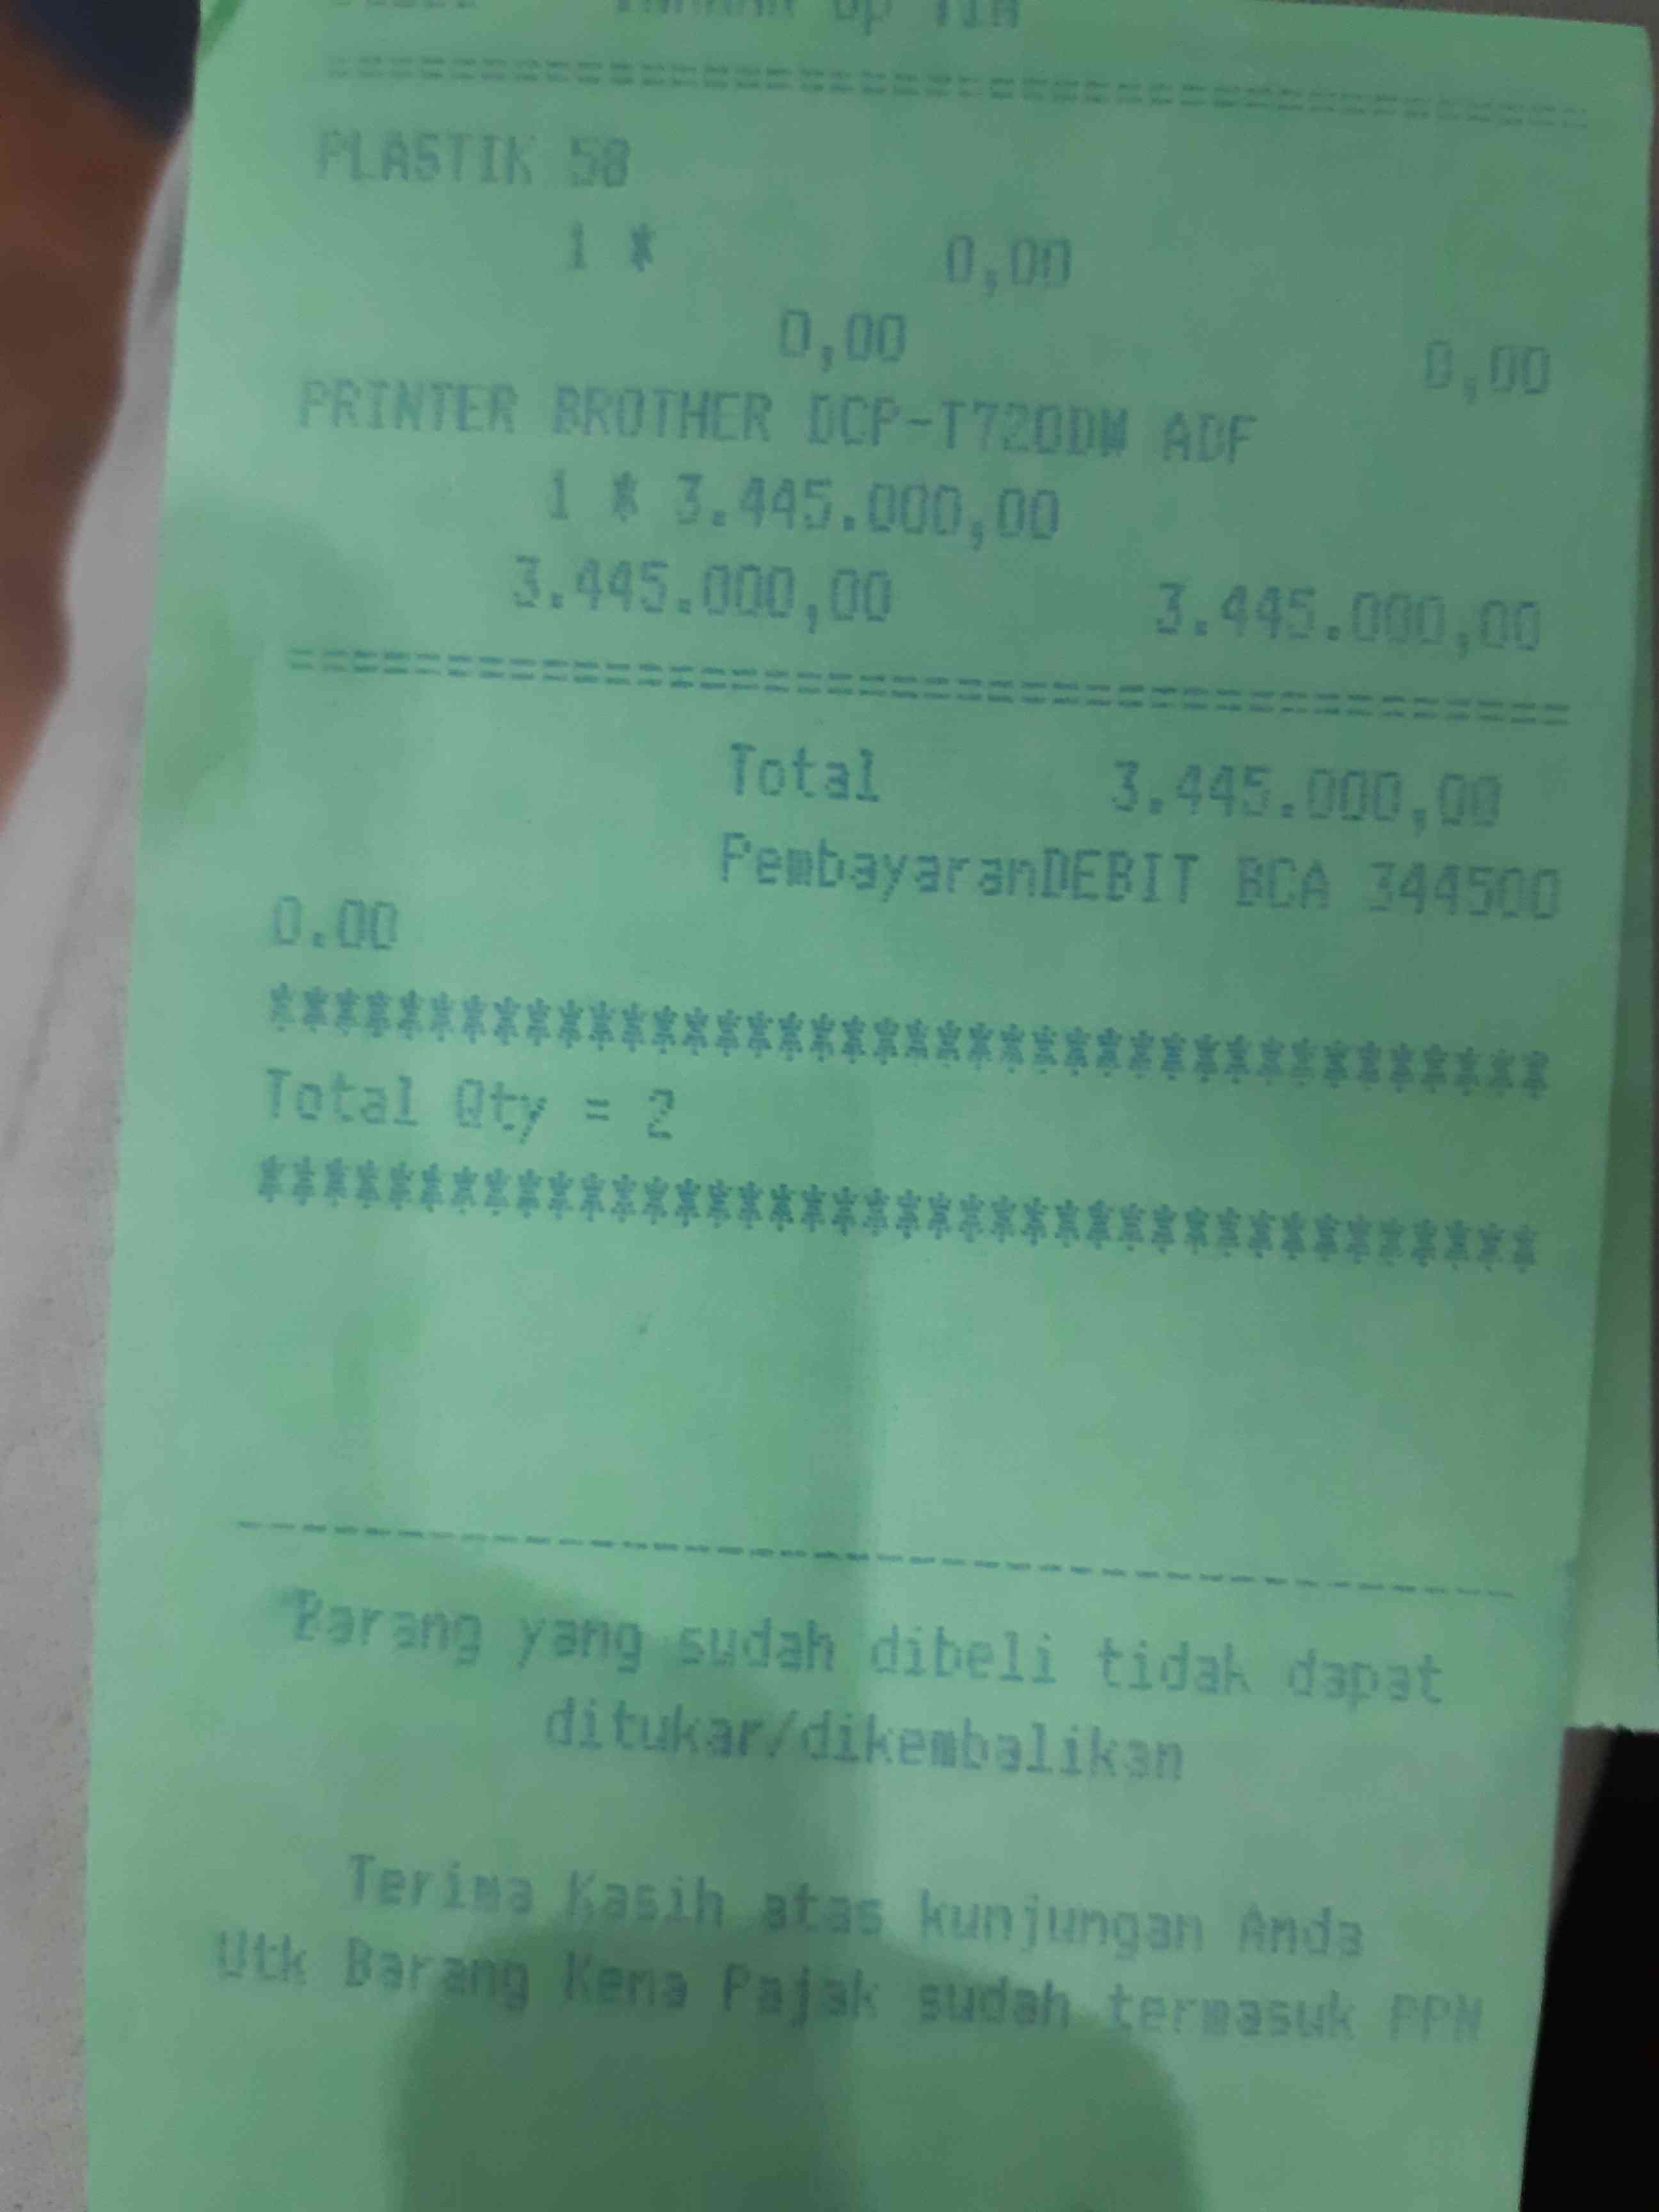 PLASTIK 50
1 * 0,00
0,00 0,00
PRINTER BROTHER DCP-T720DW ADF
1 * 3.445.000,00
3.445.000,00 3.445.000,00
================================
Total 3.445.000,00
PembayaranDEBIT BCA 344500
0.00
****************************************
Total Qty = 2
****************************************
----------------------------------------
"Barang yang sudah dibeli tidak dapat
ditukar/dikembalikan
Terima Kasih atas kunjungan Anda
Utk Barang Kena Pajak sudah termasuk PPN